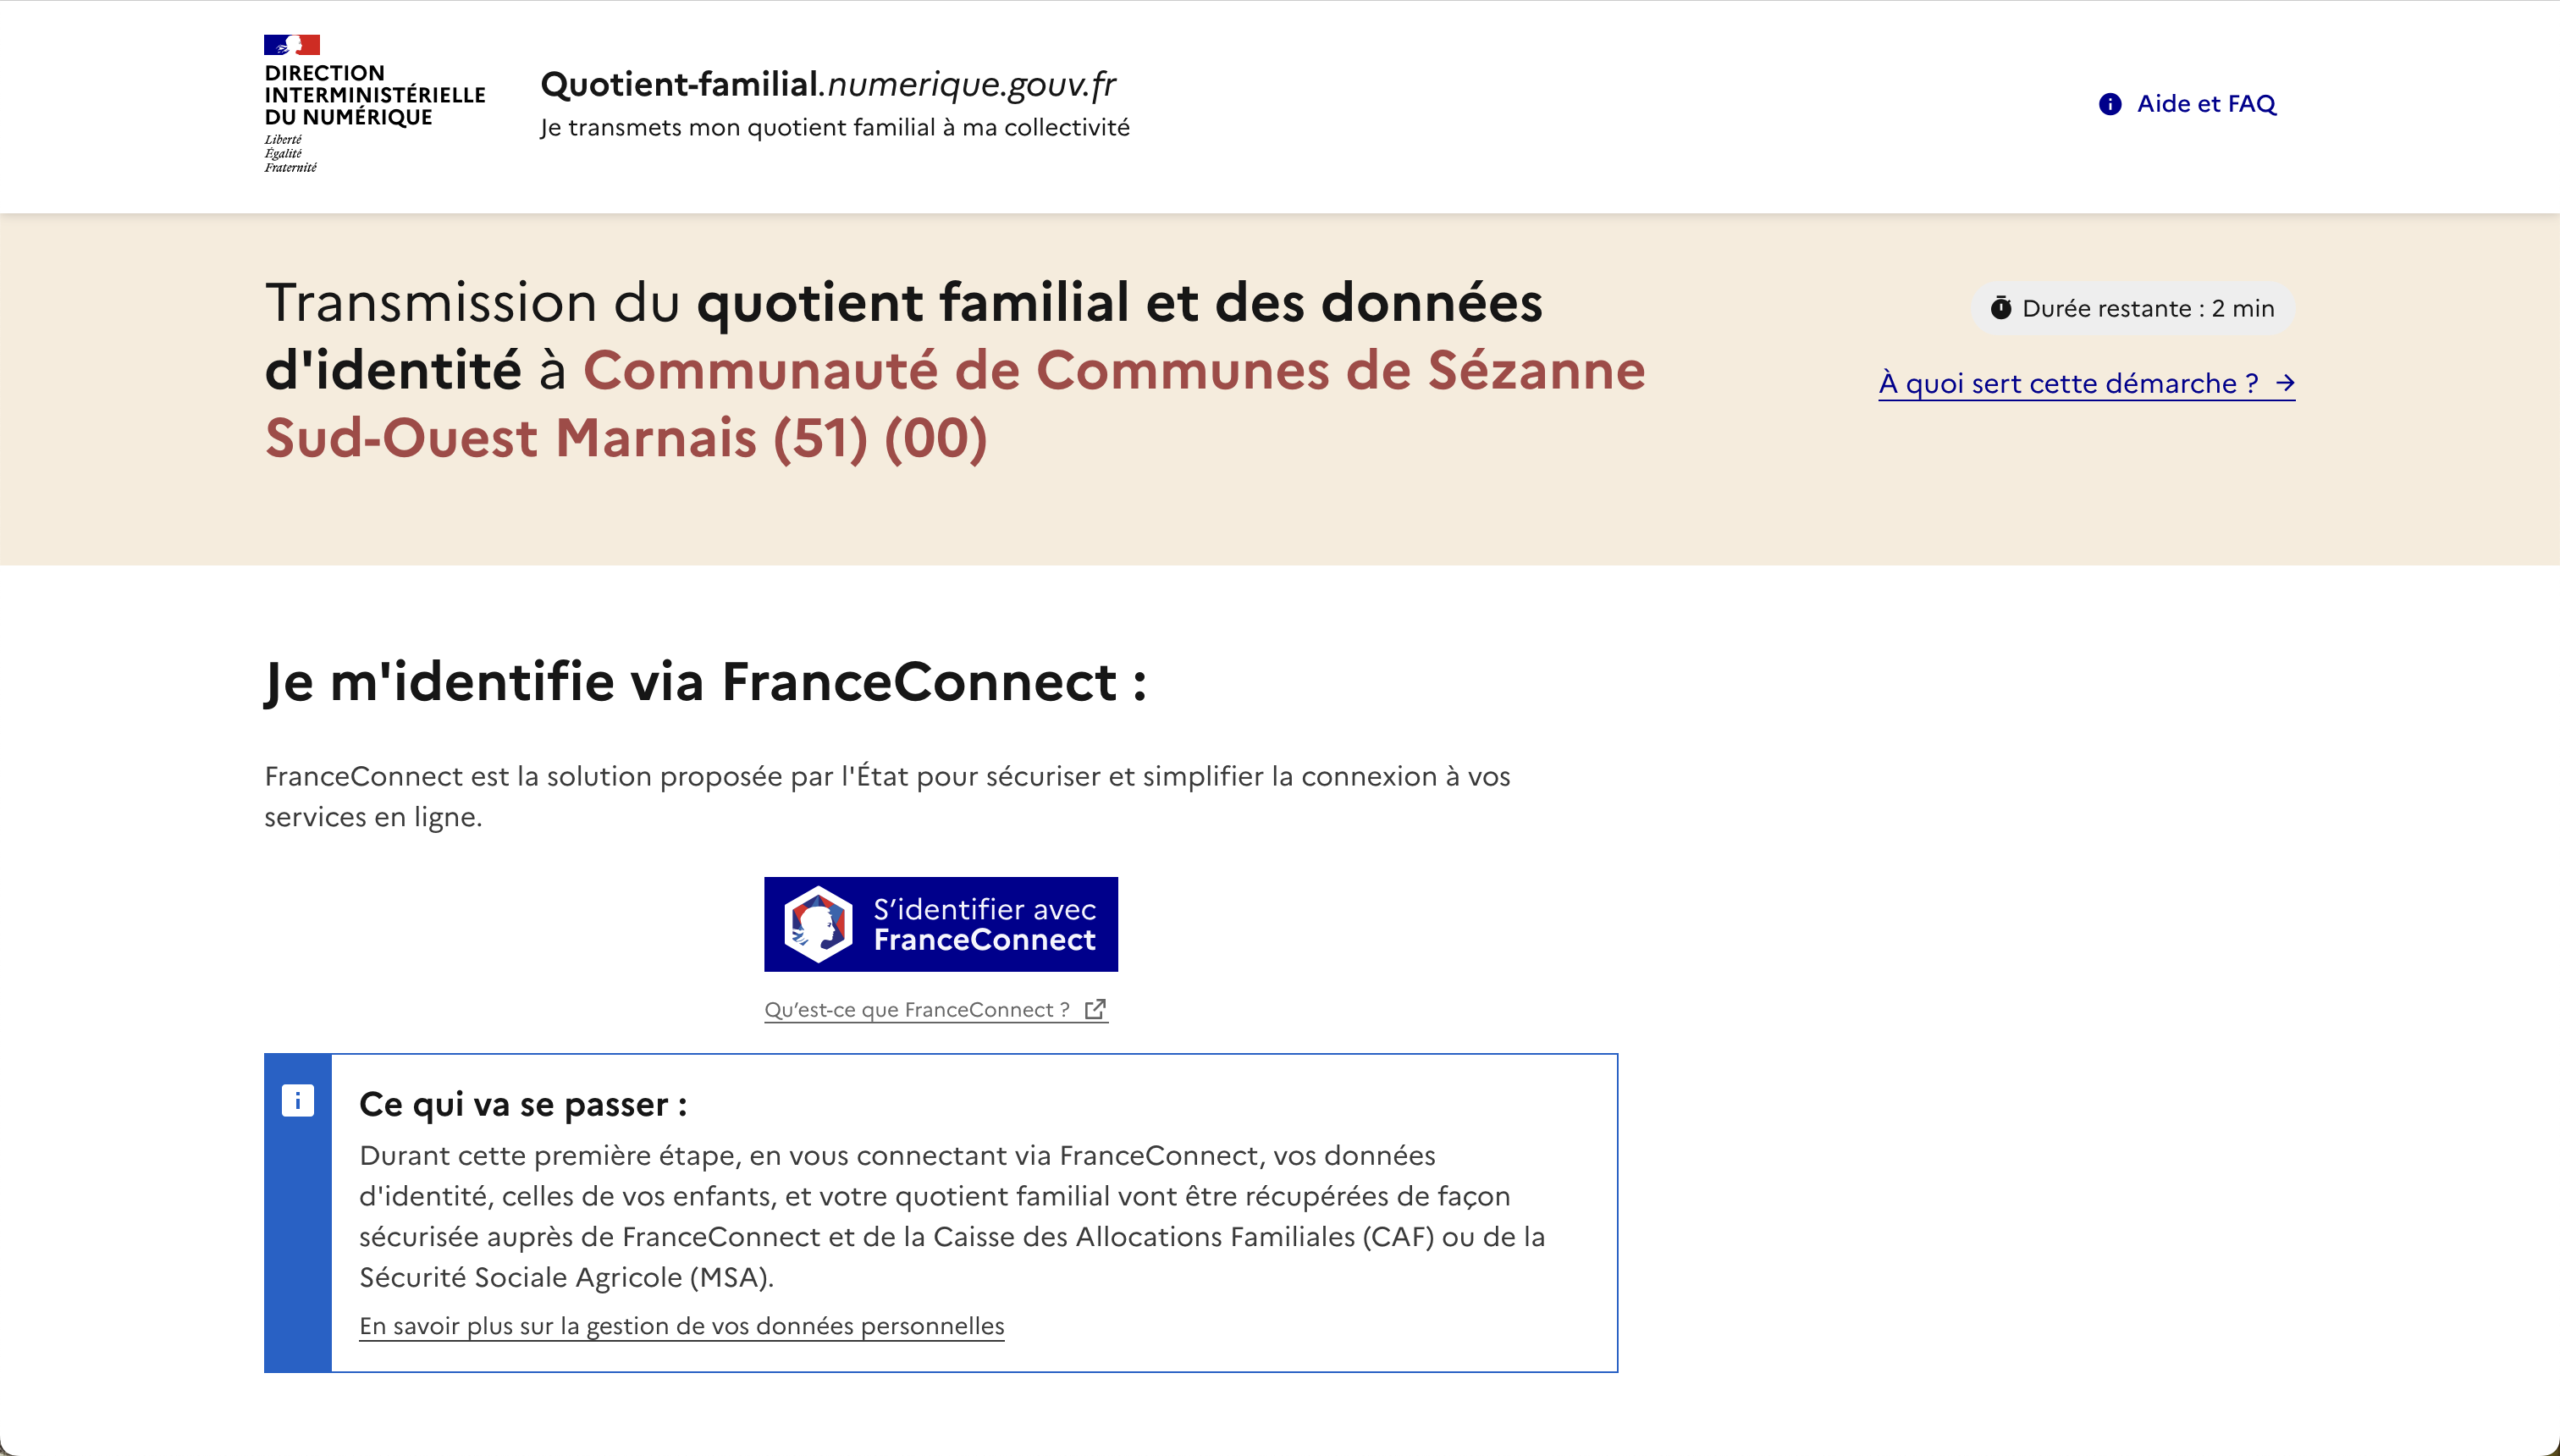 DIRECTION
INTERMINISTÉRIELLE
DU NUMÉRIQUE
Liberté
Égalité
Fraternité
Quotient-familial.numerique.gouv.fr
Je transmets mon quotient familial à ma collectivité
Aide et FAQ
Transmission du quotient familial et des données
d'identité à Communauté de Communes de Sézanne
Sud-Ouest Marnais (51) (00)
Durée restante : 2 min
À quoi sert cette démarche ?
Je m'identifie via FranceConnect :
FranceConnect est la solution proposée par l'État pour sécuriser et simplifier la connexion à vos
services en ligne.
S’identifier avec
FranceConnect
Qu’est-ce que FranceConnect ?
Ce qui va se passer :
Durant cette première étape, en vous connectant via FranceConnect, vos données
d'identité, celles de vos enfants, et votre quotient familial vont être récupérées de façon
sécurisée auprès de FranceConnect et de la Caisse des Allocations Familiales (CAF) ou de la
Sécurité Sociale Agricole (MSA).
En savoir plus sur la gestion de vos données personnelles